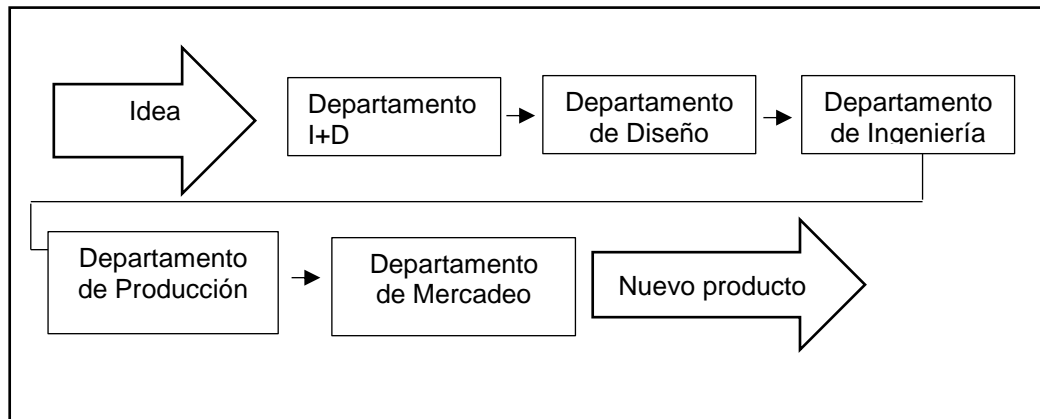 Idea
Departamento
I+D
Departamento
de Diseño
Departamento
de Ingeniería
Departamento
de Producción
Departamento
de Mercadeo
Nuevo producto